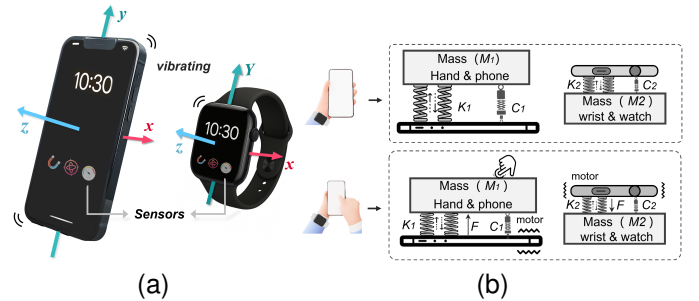 y
vibrating
10:30
z
x
Y
10:30
z
x
Sensors
(a)
Mass (M1)
Hand & phone
K1
C1
K2
C2
Mass (M2)
wrist & watch
Mass (M1)
Hand & phone
K1
F
C1
motor
motor
K2
F
C2
Mass (M2)
wrist & watch
(b)